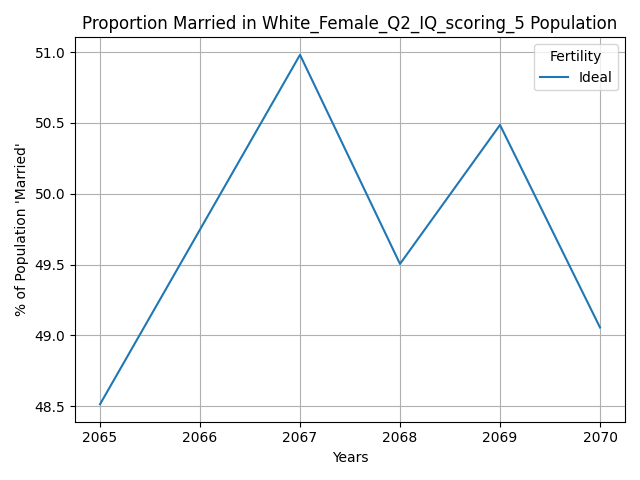 Proportion Married in White_Female_Q2_IQ_scoring_5 Population
Fertility
Ideal
% of Population 'Married'
51.0
50.5
50.0
49.5
49.0
48.5
2065 2066 2067 2068 2069 2070
Years